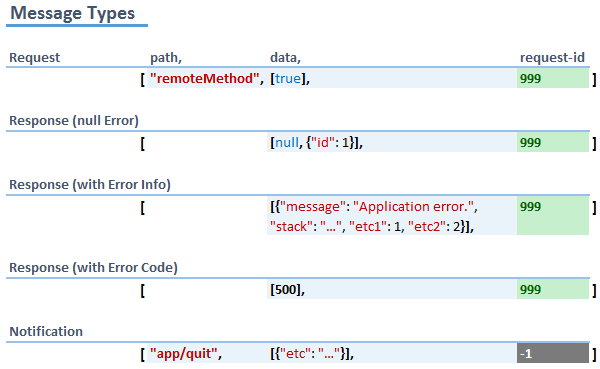 Message Types
Request path, data, request-id
[ "remoteMethod", [true], 999 ]
Response (null Error)
[ [null, {"id": 1}], 999 ]
Response (with Error Info)
[ [{"message": "Application error.", 999 ]
"stack": "…", "etc1": 1, "etc2": 2}],
Response (with Error Code)
[ [500], 999 ]
Notification
[ "app/quit", [{"etc": "…"}], -1 ]